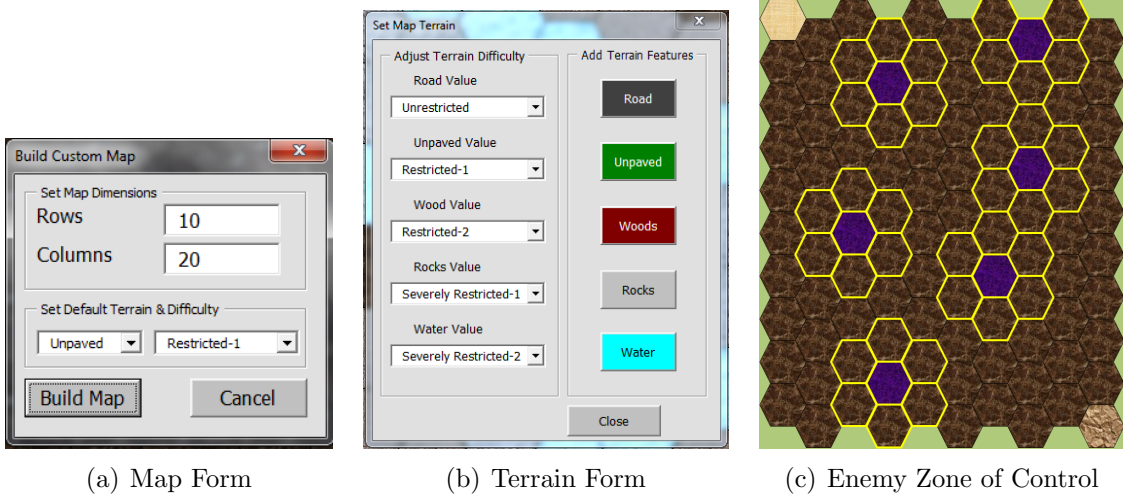 Build Custom Map
X
Set Map Dimensions
Rows 10
Columns 20
Set Default Terrain & Difficulty
Unpaved Restricted-1
Build Map Cancel
Set Map Terrain
X
Adjust Terrain Difficulty
Road Value
Unrestricted
Unpaved Value
Restricted-1
Wood Value
Restricted-2
Rocks Value
Severely Restricted-1
Water Value
Severely Restricted-2
Add Terrain Features
Road
Unpaved
Woods
Rocks
Water
Close
(a) Map Form
(b) Terrain Form
(c) Enemy Zone of Control